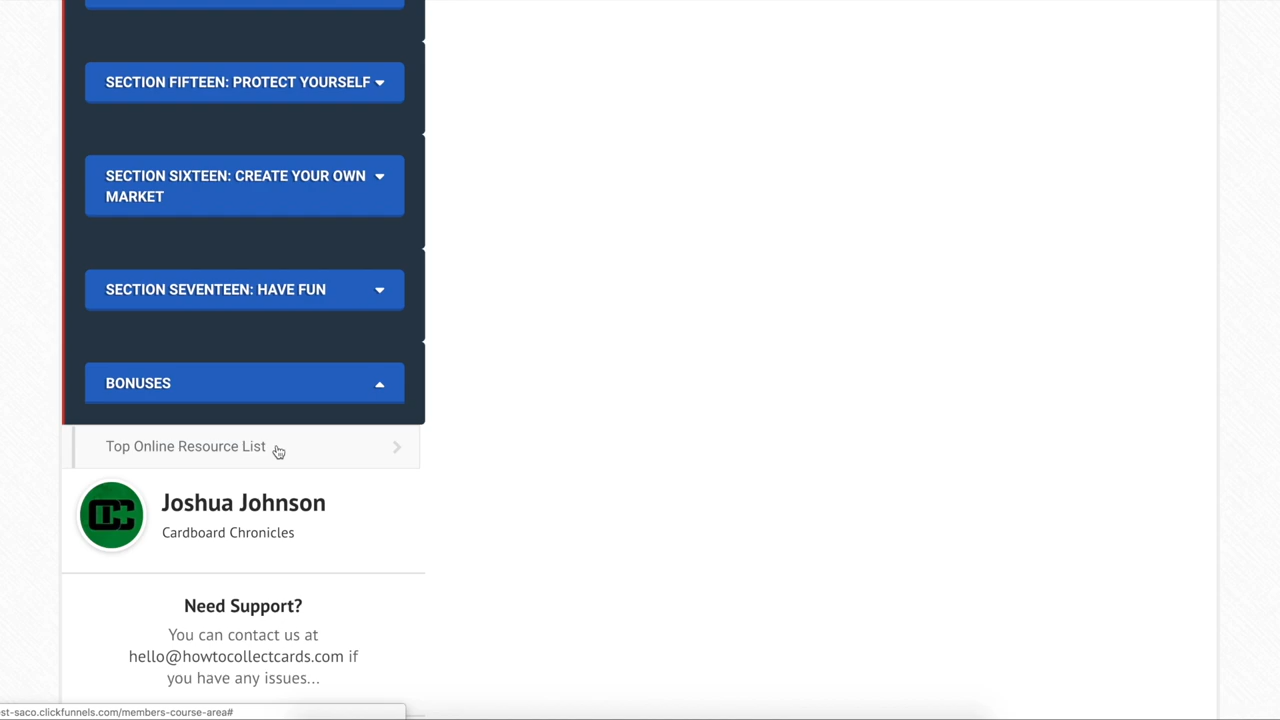 SECTION FIFTEEN: PROTECT YOURSELF
SECTION SIXTEEN: CREATE YOUR OWN
MARKET
SECTION SEVENTEEN: HAVE FUN
BONUSES
Top Online Resource List
Joshua Johnson
Cardboard Chronicles
Need Support?
You can contact us at
hello@howtocollectcards.com if
you have any issues...
st-saco.clickfunnels.com/members-course-area#